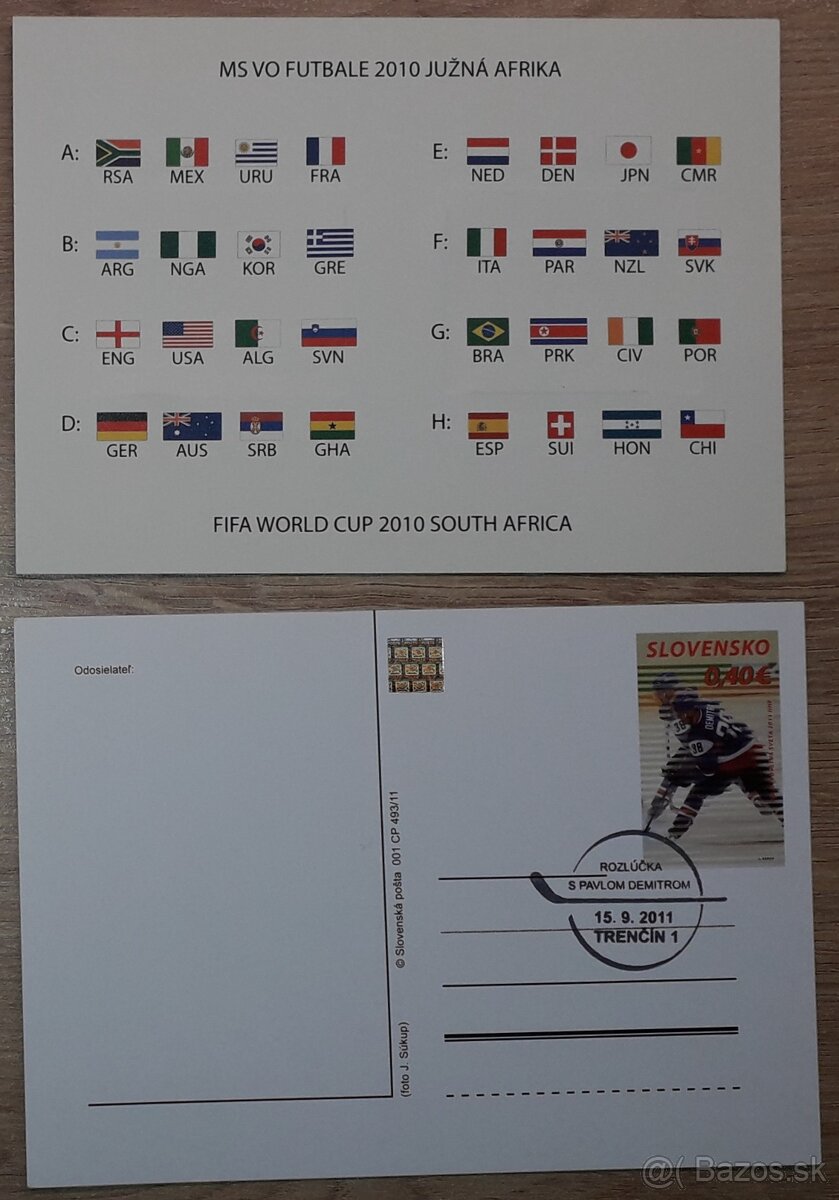 MS VO FUTBALE 2010 JUŽNÁ AFRIKA
A: RSA MEX URU FRA
E: NED DEN JPN CMR
B: ARG NGA KOR GRE
F: ITA PAR NZL SVK
C: ENG USA ALG SVN
G: BRA PRK CIV POR
D: GER AUS SRB GHA
H: ESP SUI HON CHI
FIFA WORLD CUP 2010 SOUTH AFRICA
Odosielateľ:
© Slovenská pošta 001 CP 493/11
(foto J. Súkup)
SLOVENSKO
0,40€
38
38
ROZLÚČKA
S PAVLOM DEMITROM
15. 9. 2011
TRENČÍN 1
Bazos.sk